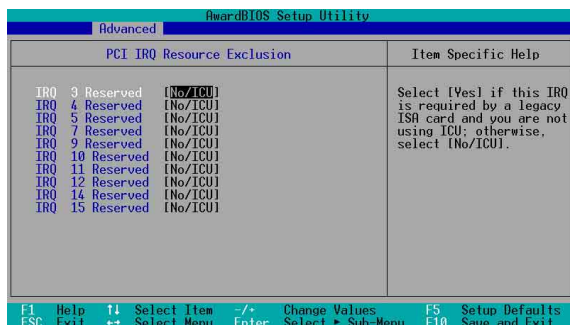 AwardBIOS Setup Utility
Advanced
PCI IRQ Resource Exclusion
Item Specific Help
IRQ 3 Reserved [No/ICU]
IRQ 4 Reserved [No/ICU]
IRQ 5 Reserved [No/ICU]
IRQ 7 Reserved [No/ICU]
IRQ 9 Reserved [No/ICU]
IRQ 10 Reserved [No/ICU]
IRQ 11 Reserved [No/ICU]
IRQ 12 Reserved [No/ICU]
IRQ 14 Reserved [No/ICU]
IRQ 15 Reserved [No/ICU]
Select [Yes] if this IRQ
is required by a legacy
ISA card and you are not
using ICU; otherwise,
select [No/ICU].
F1 Help ↑↓ Select Item -/+ Change Values F5 Setup Defaults
ESC Exit ←→ Select Menu Enter Select ► Sub-Menu F10 Save and Exit